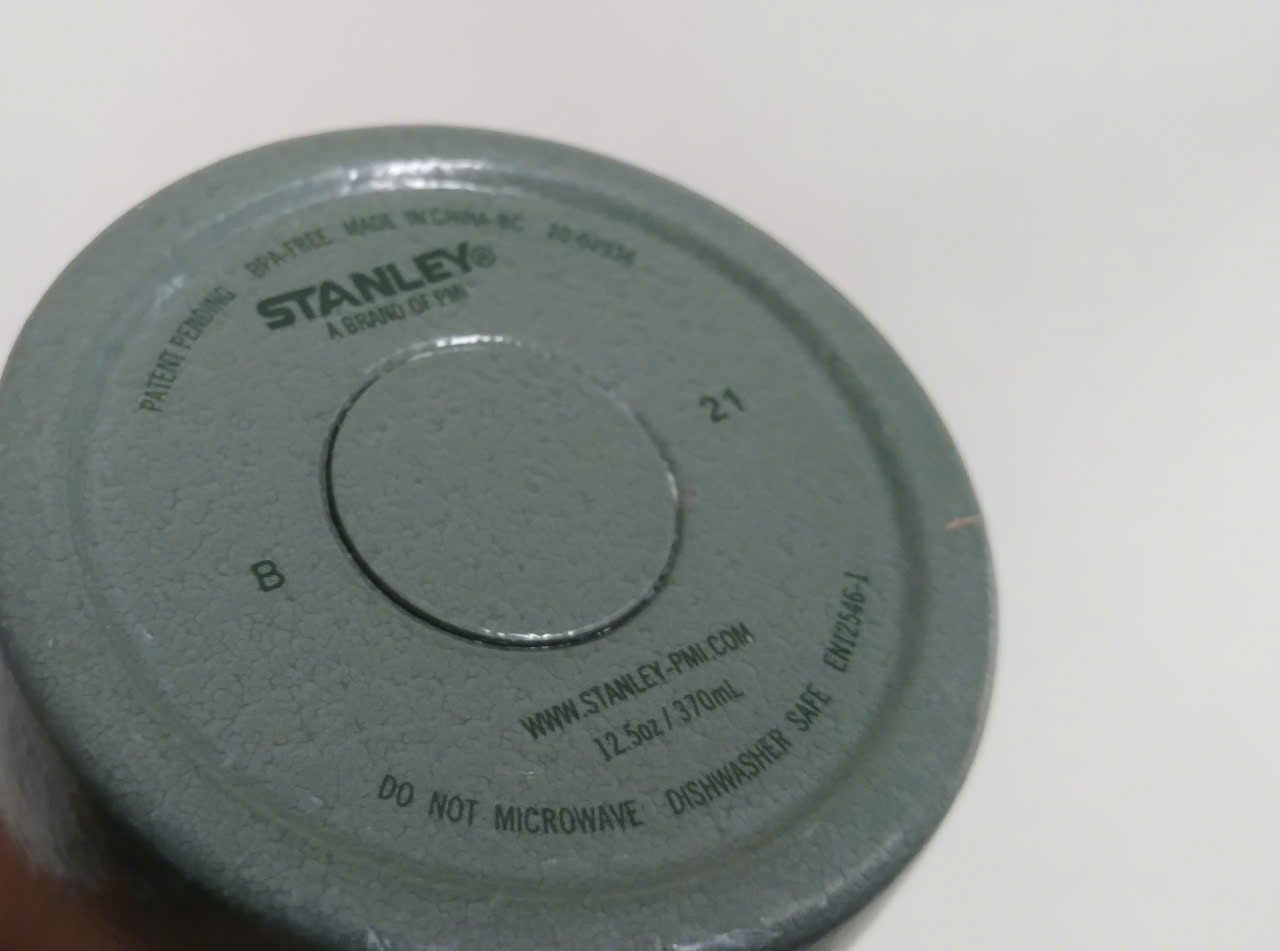 PATENT PENDING BPA-FREE MADE IN CHINA RC
STANLEY®
A BRAND OF PMI
21
B
WWW.STANLEY-PMI.COM
12.5oz / 370mL
DO NOT MICROWAVE DISHWASHER SAFE EN12546-1